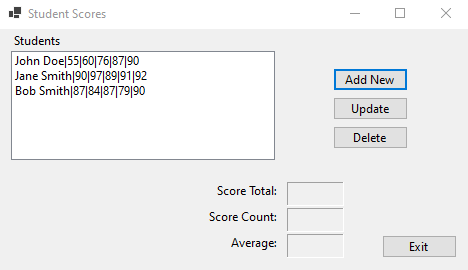 Student Scores
Students
John Doe|55|60|76|87|90
Jane Smith|90|97|89|91|92
Bob Smith|87|84|87|79|90
Add New
Update
Delete
Score Total:
Score Count:
Average:
Exit